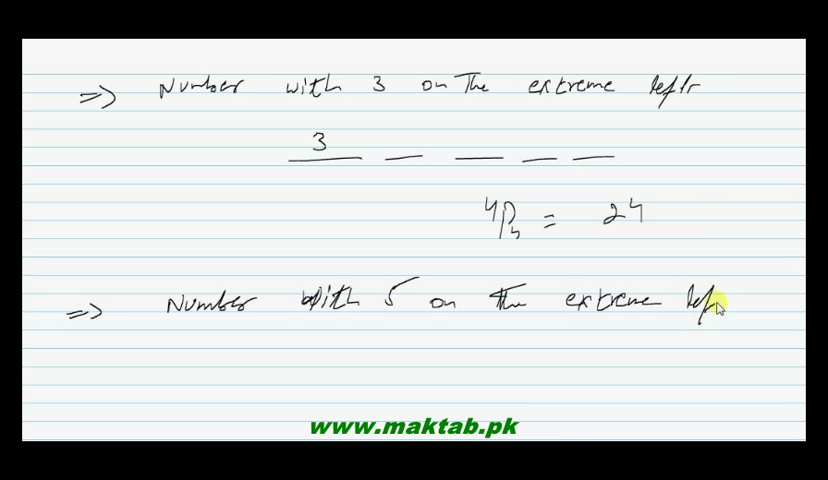 => Number with 3 on The extreme left
3
4P4 = 24
=> Number with 5 on the extreme lef
www.maktab.pk